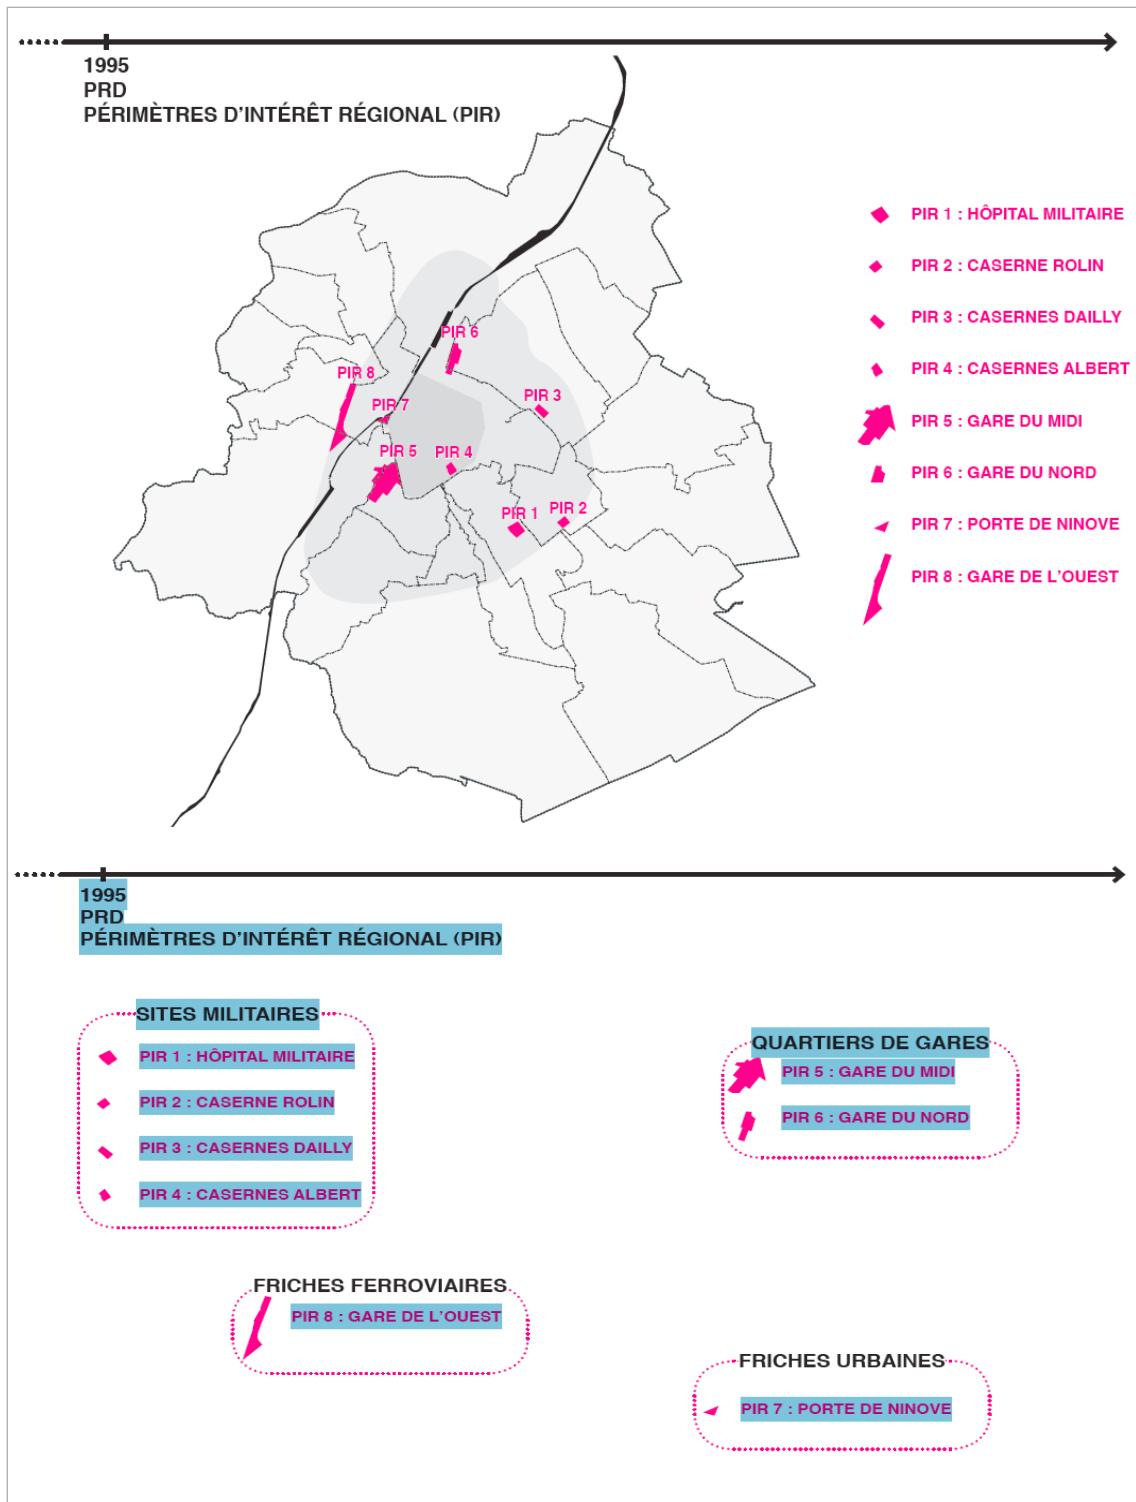 1995
PRD
PÉRIMÈTRES D'INTÉRÊT RÉGIONAL (PIR)
PIR 1 : HÔPITAL MILITAIRE
PIR 2 : CASERNE ROLIN
PIR 3 : CASERNES DAILLY
PIR 4 : CASERNES ALBERT
PIR 5 : GARE DU MIDI
PIR 6 : GARE DU NORD
PIR 7 : PORTE DE NINOVE
PIR 8 : GARE DE L'OUEST
PIR 6
PIR 8
PIR 3
PIR 7
PIR 5
PIR 4
PIR 2
PIR 1
1995
PRD
PÉRIMÈTRES D'INTÉRÊT RÉGIONAL (PIR)
SITES MILITAIRES
PIR 1 : HÔPITAL MILITAIRE
PIR 2 : CASERNE ROLIN
PIR 3 : CASERNES DAILLY
PIR 4 : CASERNES ALBERT
QUARTIERS DE GARES
PIR 5 : GARE DU MIDI
PIR 6 : GARE DU NORD
FRICHES FERROVIAIRES
PIR 8 : GARE DE L'OUEST
FRICHES URBAINES
PIR 7 : PORTE DE NINOVE